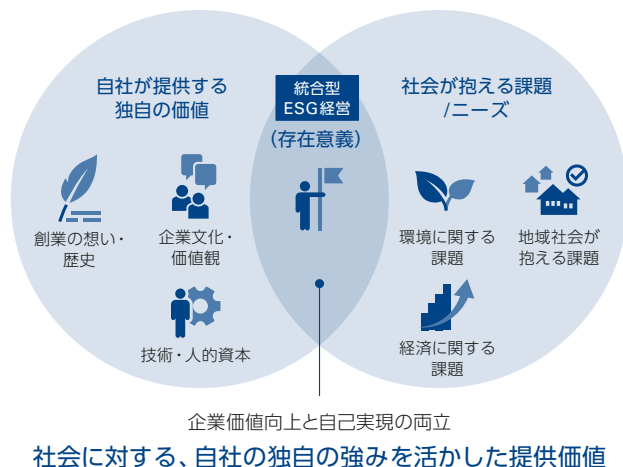 自社が提供する
独自の価値
統合型
ESG経営
(存在意義)
社会が抱える課題
/ニーズ
創業の想い・
歴史
企業文化・
価値観
技術・人的資本
環境に関する
課題
地域社会が
抱える課題
経済に関する
課題
企業価値向上と自己実現の両立
社会に対する、自社の独自の強みを活かした提供価値